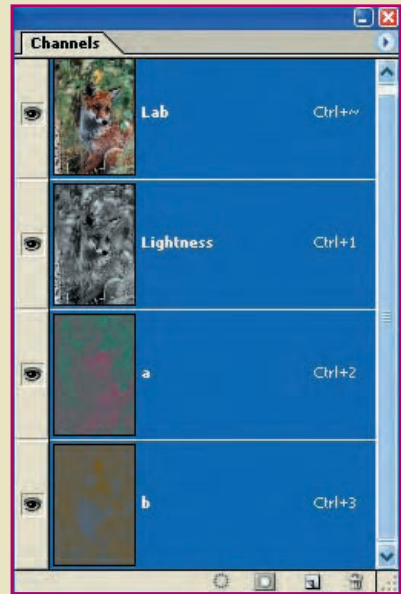 Channels
Lab Ctrl+~
Lightness Ctrl+1
a Ctrl+2
b Ctrl+3